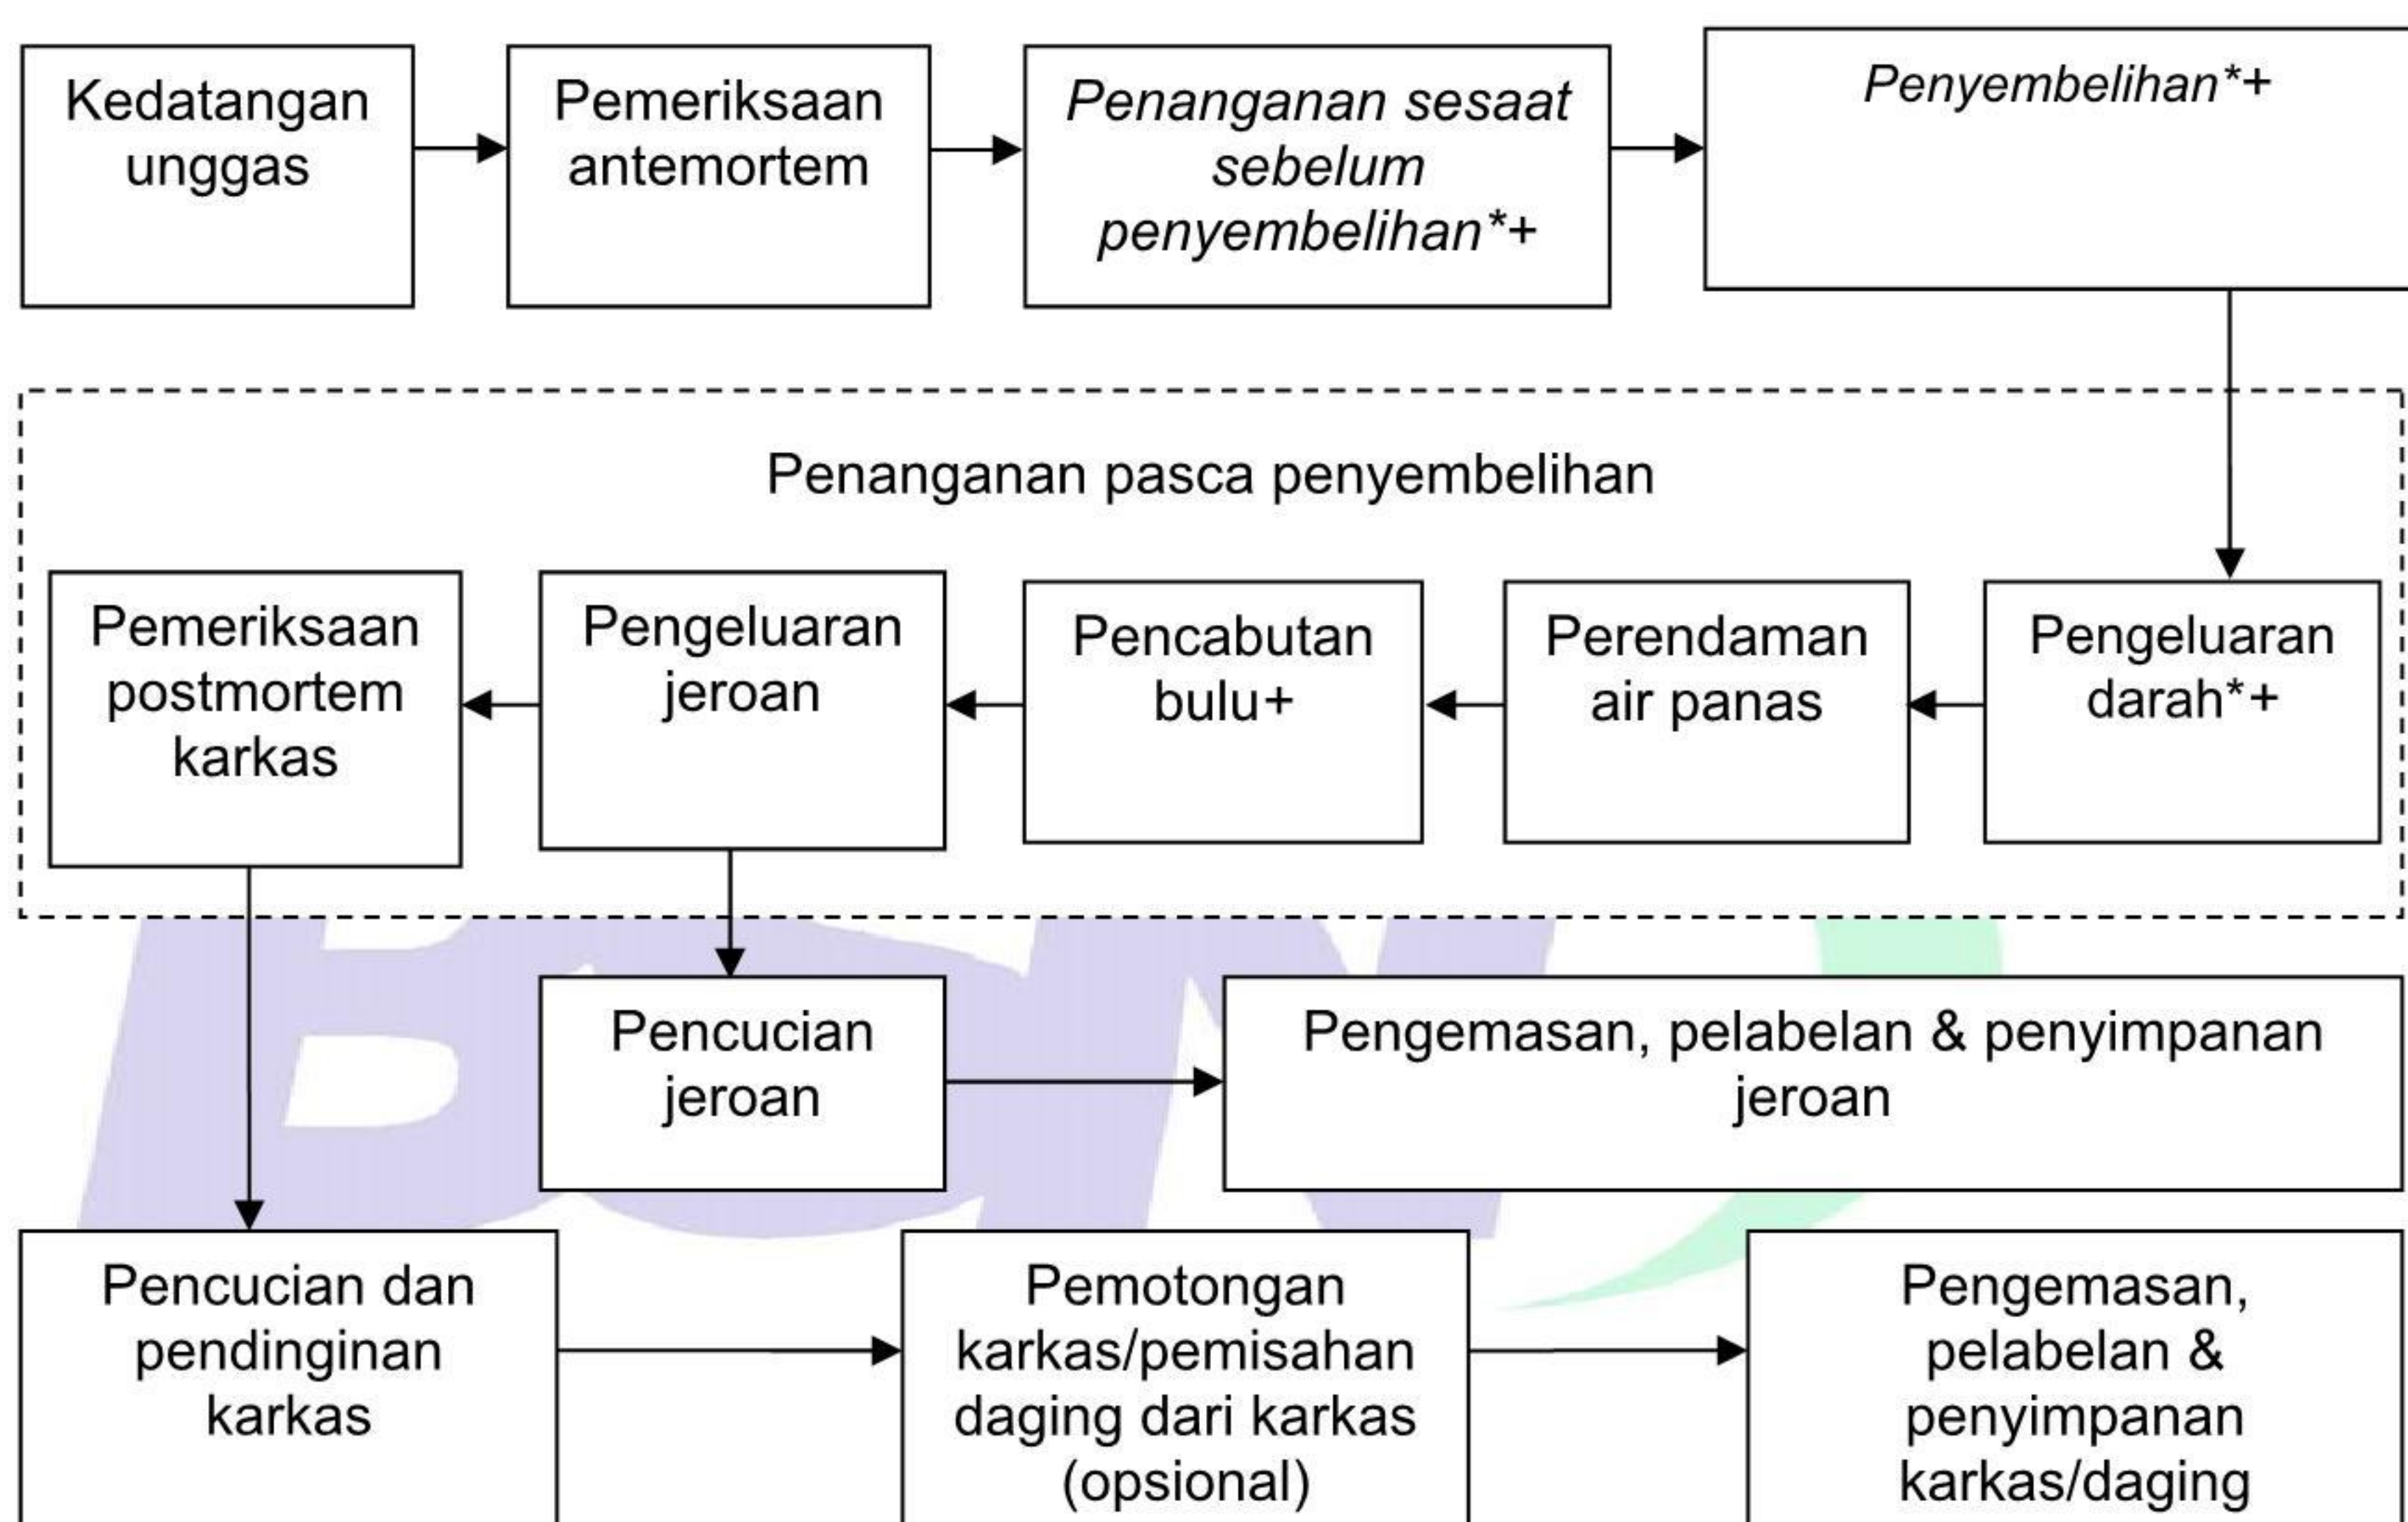 Kedatangan
unggas
Pemeriksaan
antemortem
Penanganan sesaat
sebelum
penyembelihan*+
Penyembelihan*+
Penanganan pasca penyembelihan
Pemeriksaan
postmortem
karkas
Pengeluaran
jeroan
Pencabutan
bulu+
Perendaman
air panas
Pengeluaran
darah*+
Pencucian
jeroan
Pengemasan, pelabelan & penyimpanan
jeroan
Pencucian dan
pendinginan
karkas
Pemotongan
karkas/pemisahan
daging dari karkas
(opsional)
Pengemasan,
pelabelan &
penyimpanan
karkas/daging